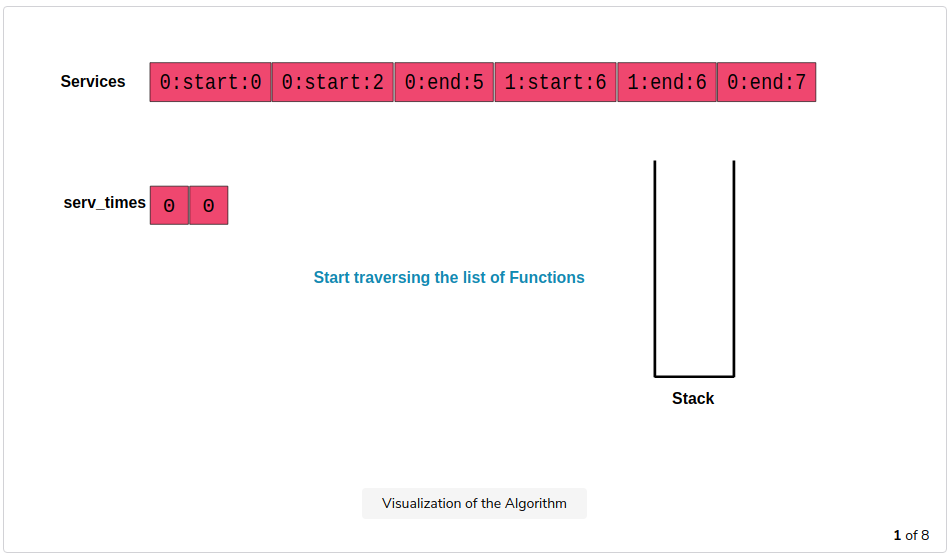 Services 0:start:0 0:start:2 0:end:5 1:start:6 1:end:6 0:end:7
serv_times 0 0
Start traversing the list of Functions
Stack
Visualization of the Algorithm
1 of 8